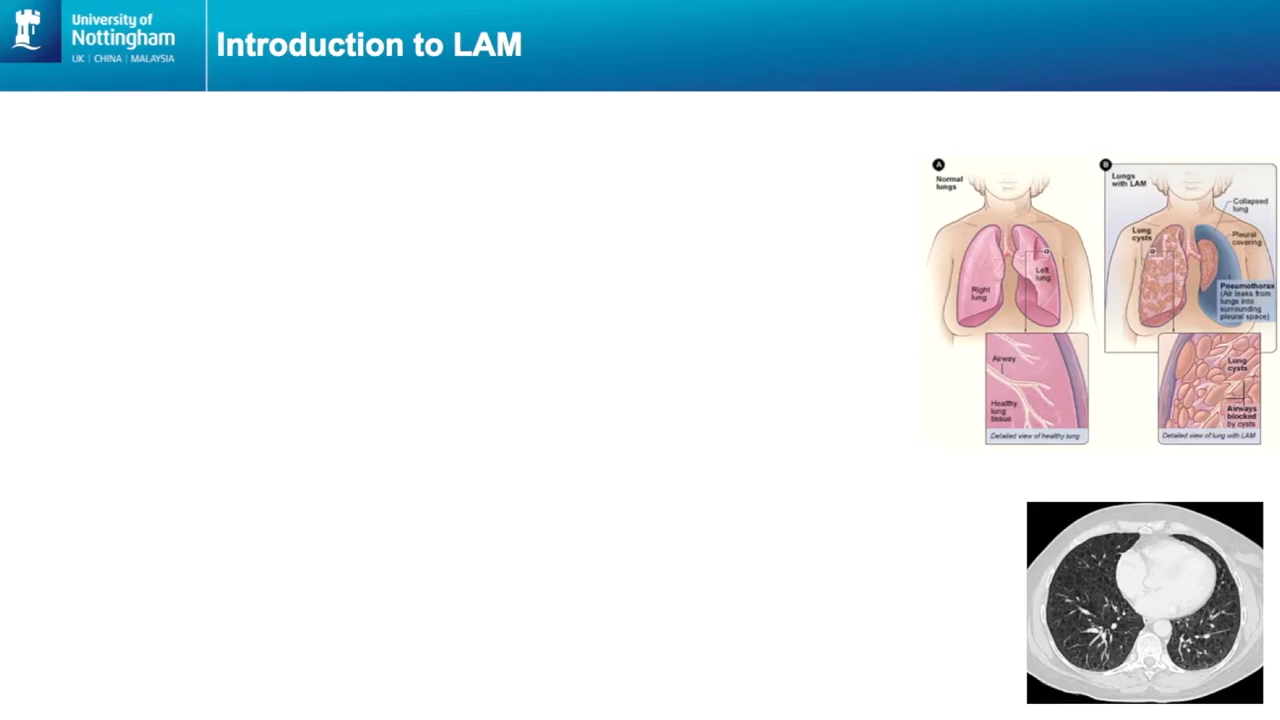 University of
Nottingham
UK | CHINA | MALAYSIA
Introduction to LAM
A
Normal
lungs
Right
lung
Left
lung
Airway
Healthy
lung
tissue
Detailed view of healthy lung
B
Lungs
with LAM
Lung
cysts
Collapsed
lung
Pleural
covering
Pneumothorax
(Air leaks from
lungs into
surrounding
pleural space)
Lung
cysts
Airways
blocked
by cysts
Detailed view of lung with LAM